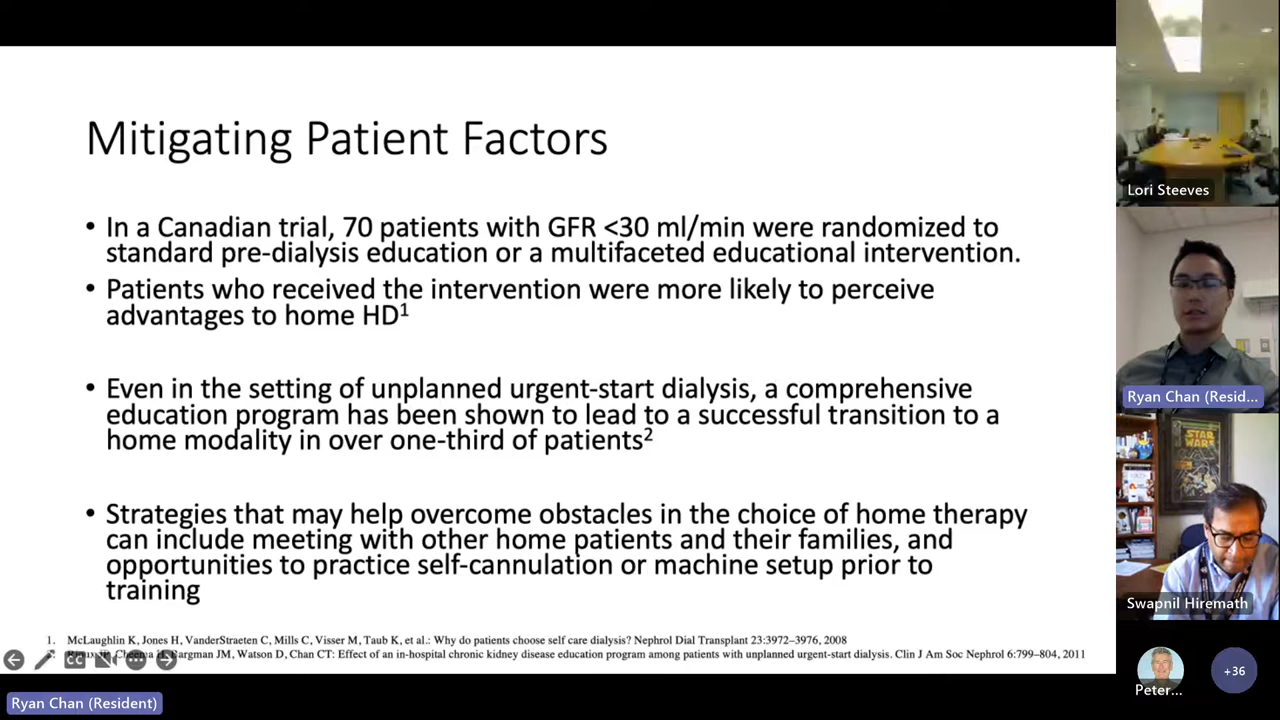 Mitigating Patient Factors
• In a Canadian trial, 70 patients with GFR <30 ml/min were randomized to
standard pre-dialysis education or a multifaceted educational intervention.
• Patients who received the intervention were more likely to perceive
advantages to home HD¹
• Even in the setting of unplanned urgent-start dialysis, a comprehensive
education program has been shown to lead to a successful transition to a
home modality in over one-third of patients²
• Strategies that may help overcome obstacles in the choice of home therapy
can include meeting with other home patients and their families, and
opportunities to practice self-cannulation or machine setup prior to
training
1. McLaughlin K, Jones H, VanderStraeten C, Mills C, Visser M, Taub K, et al.: Why do patients choose self care dialysis? Nephrol Dial Transplant 23:3972–3976, 2008
H, Bargman JM, Watson D, Chan CT: Effect of an in-hospital chronic kidney disease education program among patients with unplanned urgent-start dialysis. Clin J Am Soc Nephrol 6:799–804, 2011
CC
Ryan Chan (Resident)
Lori Steeves
Ryan Chan (Resid...
STAR
WARS
Swapnil Hiremath
Peter...
+36